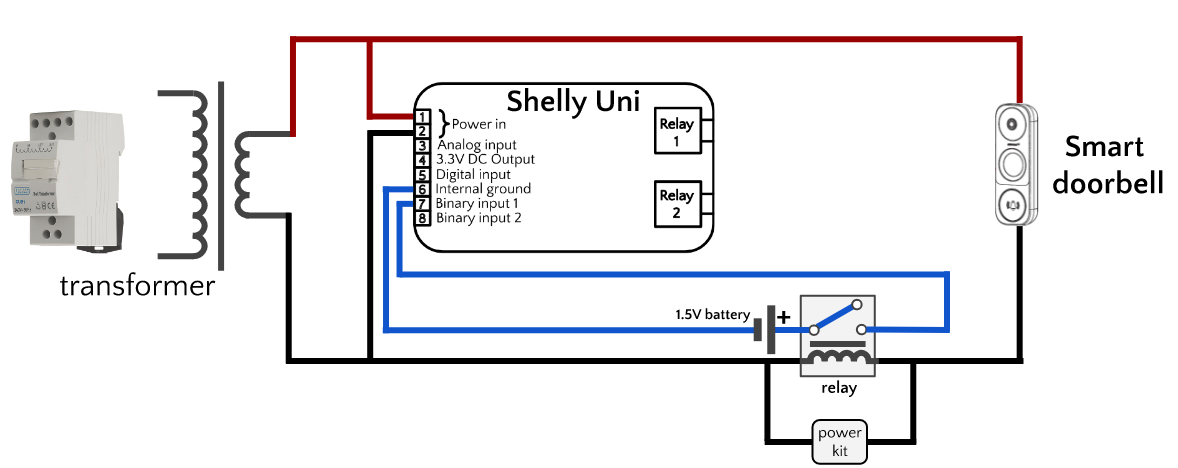 Shelly Uni
1 } Power in
2
3 Analog input
4 3.3V DC Output
5 Digital input
6 Internal ground
7 Binary input 1
8 Binary input 2
Relay
1
Relay
2
Smart
doorbell
transformer
1.5V battery
+
relay
power
kit